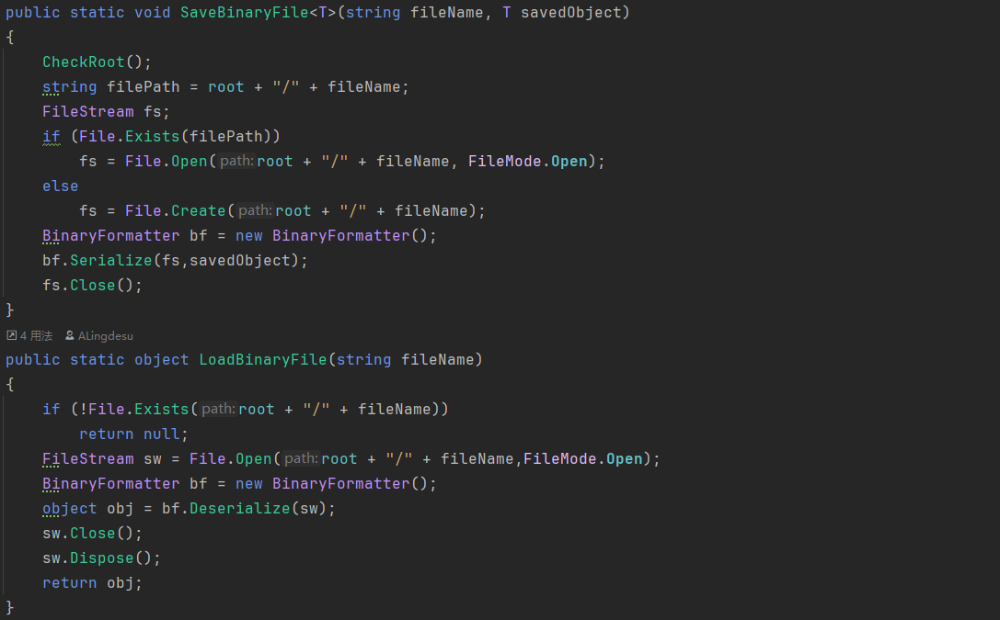 public static void SaveBinaryFile<T>(string fileName, T savedObject)
{
    CheckRoot();
    string filePath = root + "/" + fileName;
    FileStream fs;
    if (File.Exists(filePath))
        fs = File.Open(path:root + "/" + fileName, FileMode.Open);
    else
        fs = File.Create(path:root + "/" + fileName);
    BinaryFormatter bf = new BinaryFormatter();
    bf.Serialize(fs,savedObject);
    fs.Close();
}
4 用法 ALingdesu
public static object LoadBinaryFile(string fileName)
{
    if (!File.Exists(path:root + "/" + fileName))
        return null;
    FileStream sw = File.Open(path:root + "/" + fileName,FileMode.Open);
    BinaryFormatter bf = new BinaryFormatter();
    object obj = bf.Deserialize(sw);
    sw.Close();
    sw.Dispose();
    return obj;
}